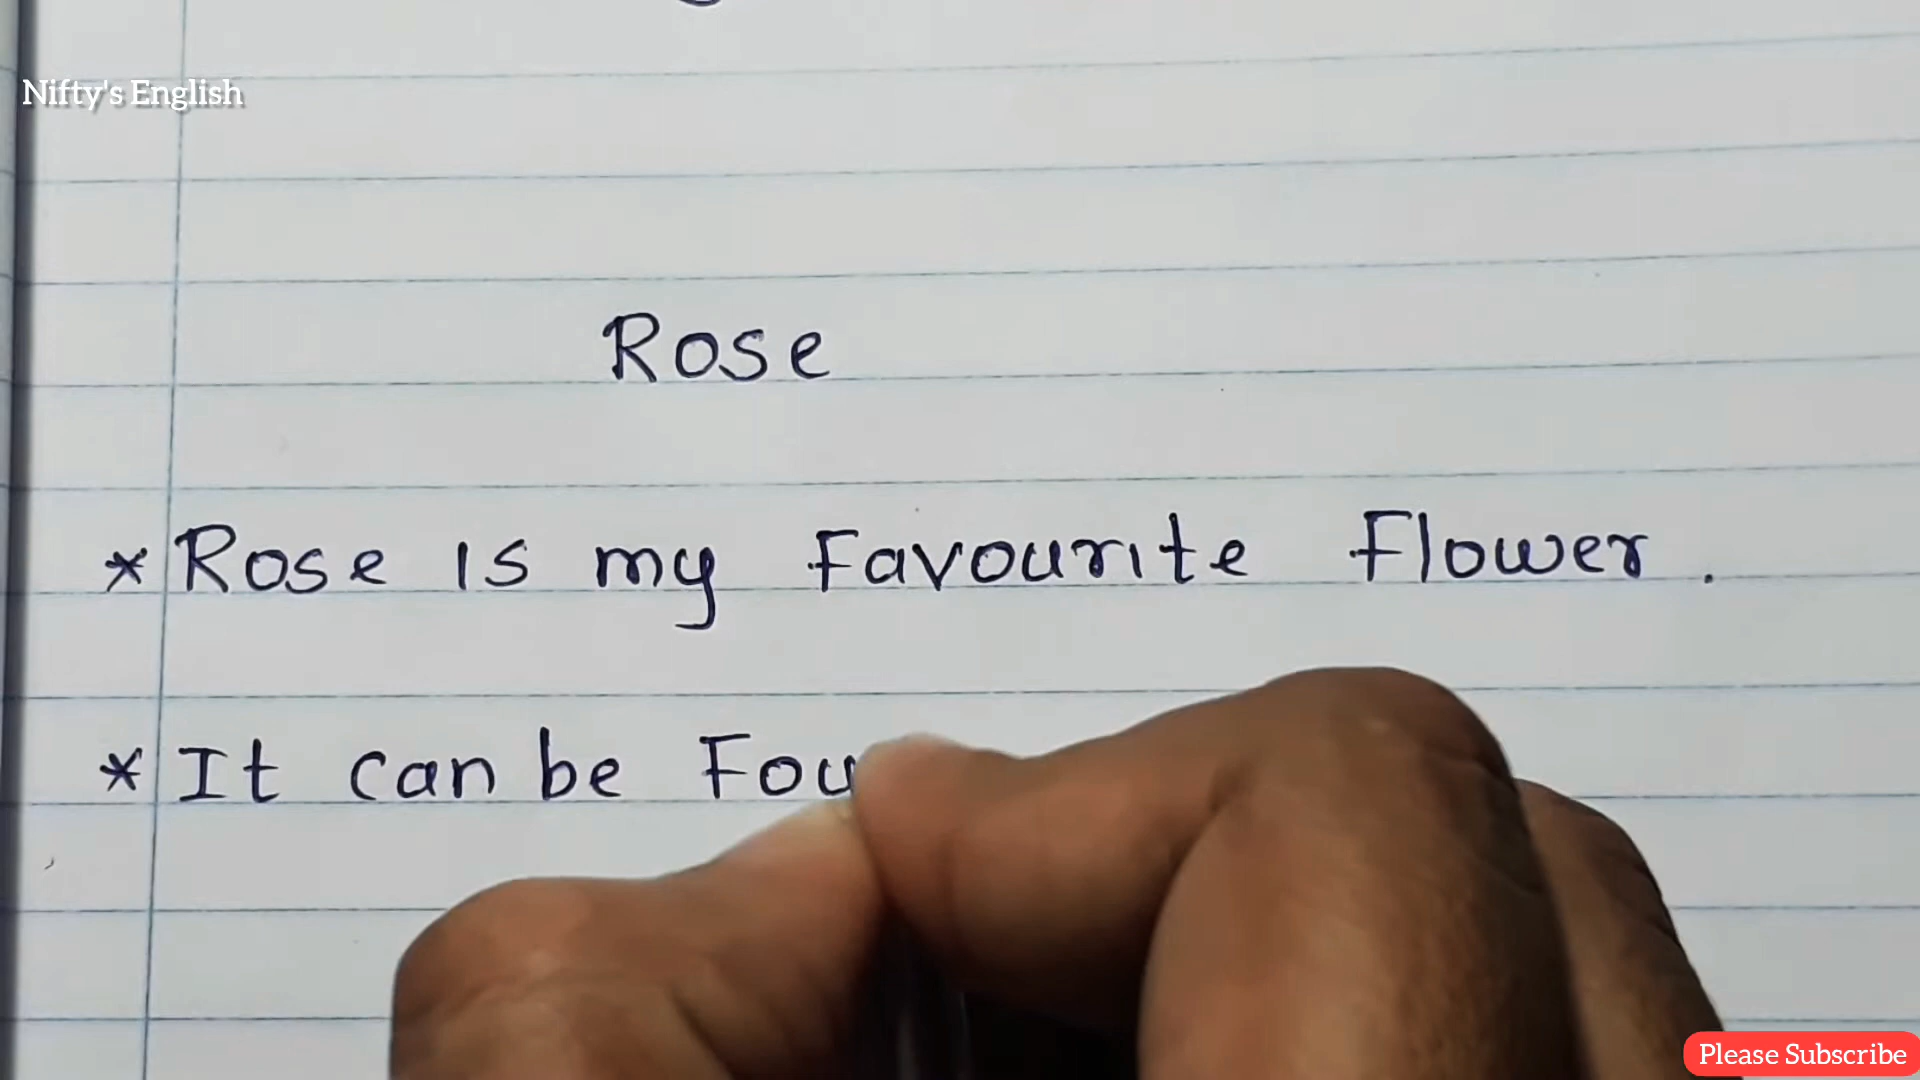 Nifty's English
Rose
* Rose is my Favourite Flower.
* It can be Fou
Please Subscribe